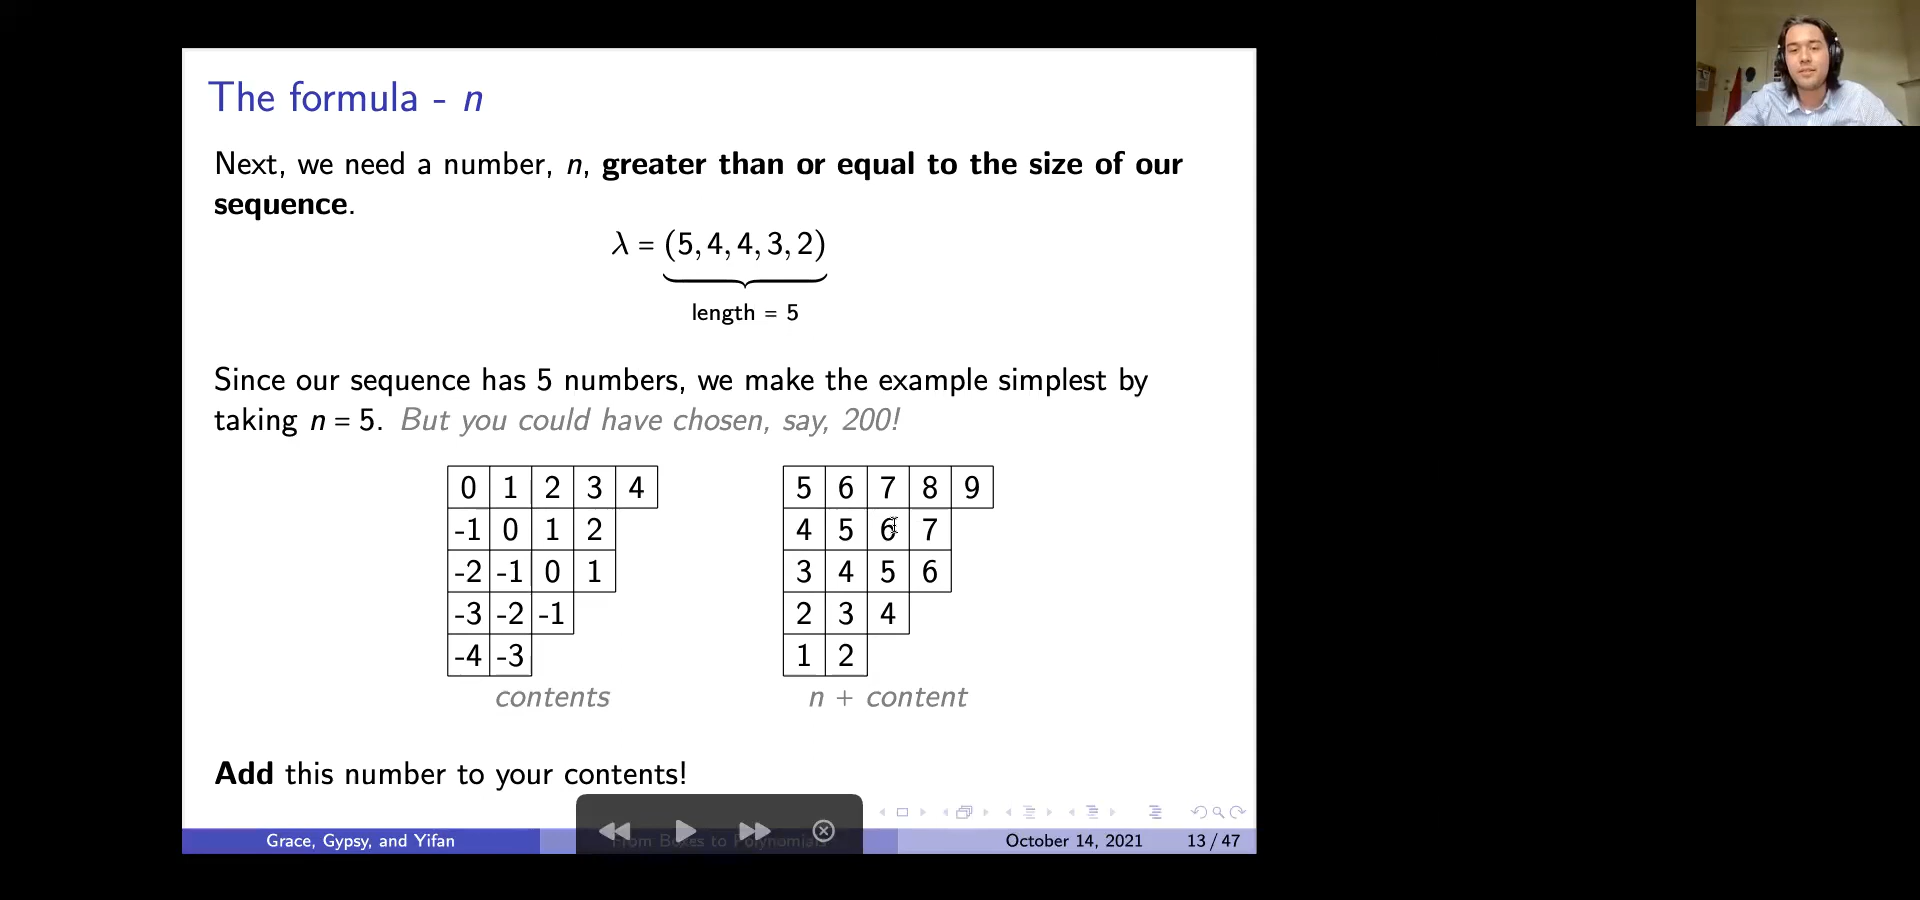 The formula - n
Next, we need a number, n, greater than or equal to the size of our
sequence.
λ = (5, 4, 4, 3, 2)
length = 5
Since our sequence has 5 numbers, we make the example simplest by
taking n = 5. But you could have chosen, say, 200!
0 1 2 3 4
-1 0 1 2
-2 -1 0 1
-3 -2 -1
-4 -3
contents
5 6 7 8 9
4 5 6 7
3 4 5 6
2 3 4
1 2
n + content
Add this number to your contents!
Grace, Gypsy, and Yifan
From Boxes to Polynomials
October 14, 2021
13 / 47